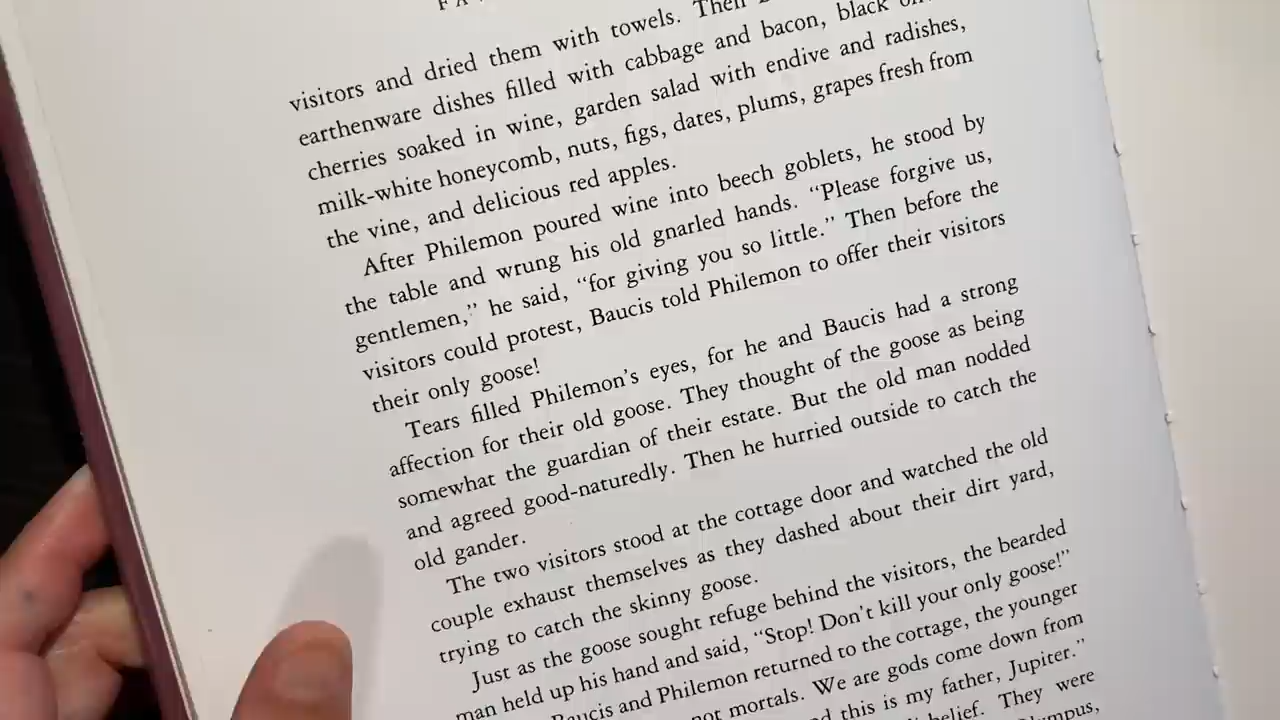 F A
visitors and dried them with towels. Then
earthenware dishes filled with cabbage and bacon, black
cherries soaked in wine, garden salad with endive and radishes,
milk-white honeycomb, nuts, figs, dates, plums, grapes fresh from
the vine, and delicious red apples.
After Philemon poured wine into beech goblets, he stood by
the table and wrung his old gnarled hands. “Please forgive us,
gentlemen,” he said, “for giving you so little.” Then before the
visitors could protest, Baucis told Philemon to offer their visitors
their only goose!
Tears filled Philemon’s eyes, for he and Baucis had a strong
affection for their old goose. They thought of the goose as being
somewhat the guardian of their estate. But the old man nodded
and agreed good-naturedly. Then he hurried outside to catch the
old gander.
The two visitors stood at the cottage door and watched the old
couple exhaust themselves as they dashed about their dirt yard,
trying to catch the skinny goose.
Just as the goose sought refuge behind the visitors, the bearded
man held up his hand and said, “Stop! Don’t kill your only goose!”
Baucis and Philemon returned to the cottage, the younger
not mortals. We are gods come down from
this is my father, Jupiter.”
belief. They were